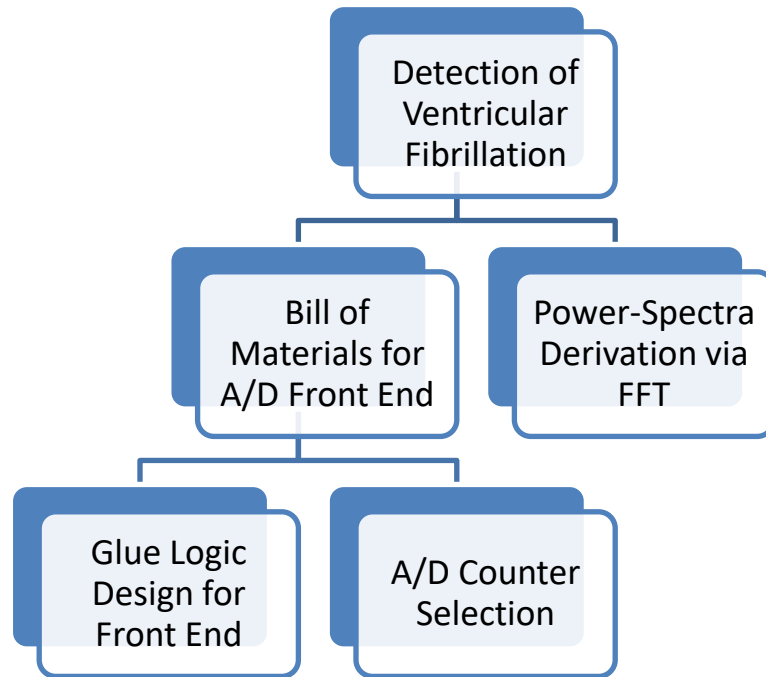 Detection of
Ventricular
Fibrillation
Bill of
Materials for
A/D Front End
Power-Spectra
Derivation via
FFT
Glue Logic
Design for
Front End
A/D Counter
Selection